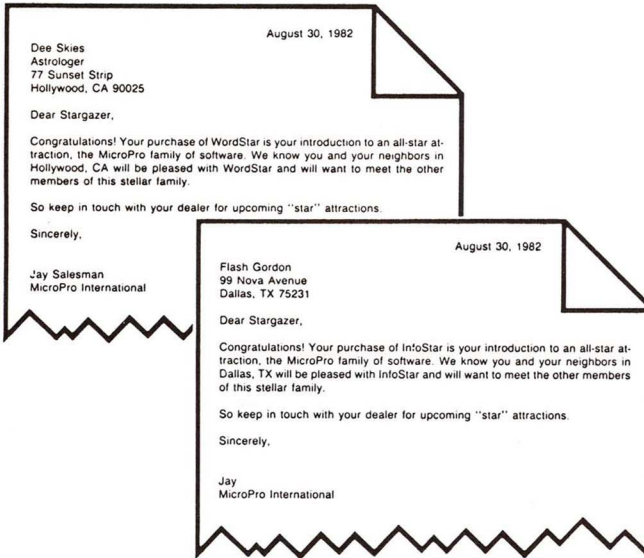 August 30, 1982
Dee Skies
Astrologer
77 Sunset Strip
Hollywood, CA 90025
Dear Stargazer,
Congratulations! Your purchase of WordStar is your introduction to an all-star at-
traction, the MicroPro family of software. We know you and your neighbors in
Hollywood, CA will be pleased with WordStar and will want to meet the other
members of this stellar family.
So keep in touch with your dealer for upcoming "star" attractions.
Sincerely,
Jay Salesman
MicroPro International
August 30, 1982
Flash Gordon
99 Nova Avenue
Dallas, TX 75231
Dear Stargazer,
Congratulations! Your purchase of InfoStar is your introduction to an all-star at-
traction, the MicroPro family of software. We know you and your neighbors in
Dallas, TX will be pleased with InfoStar and will want to meet the other members
of this stellar family.
So keep in touch with your dealer for upcoming "star" attractions.
Sincerely,
Jay
MicroPro International